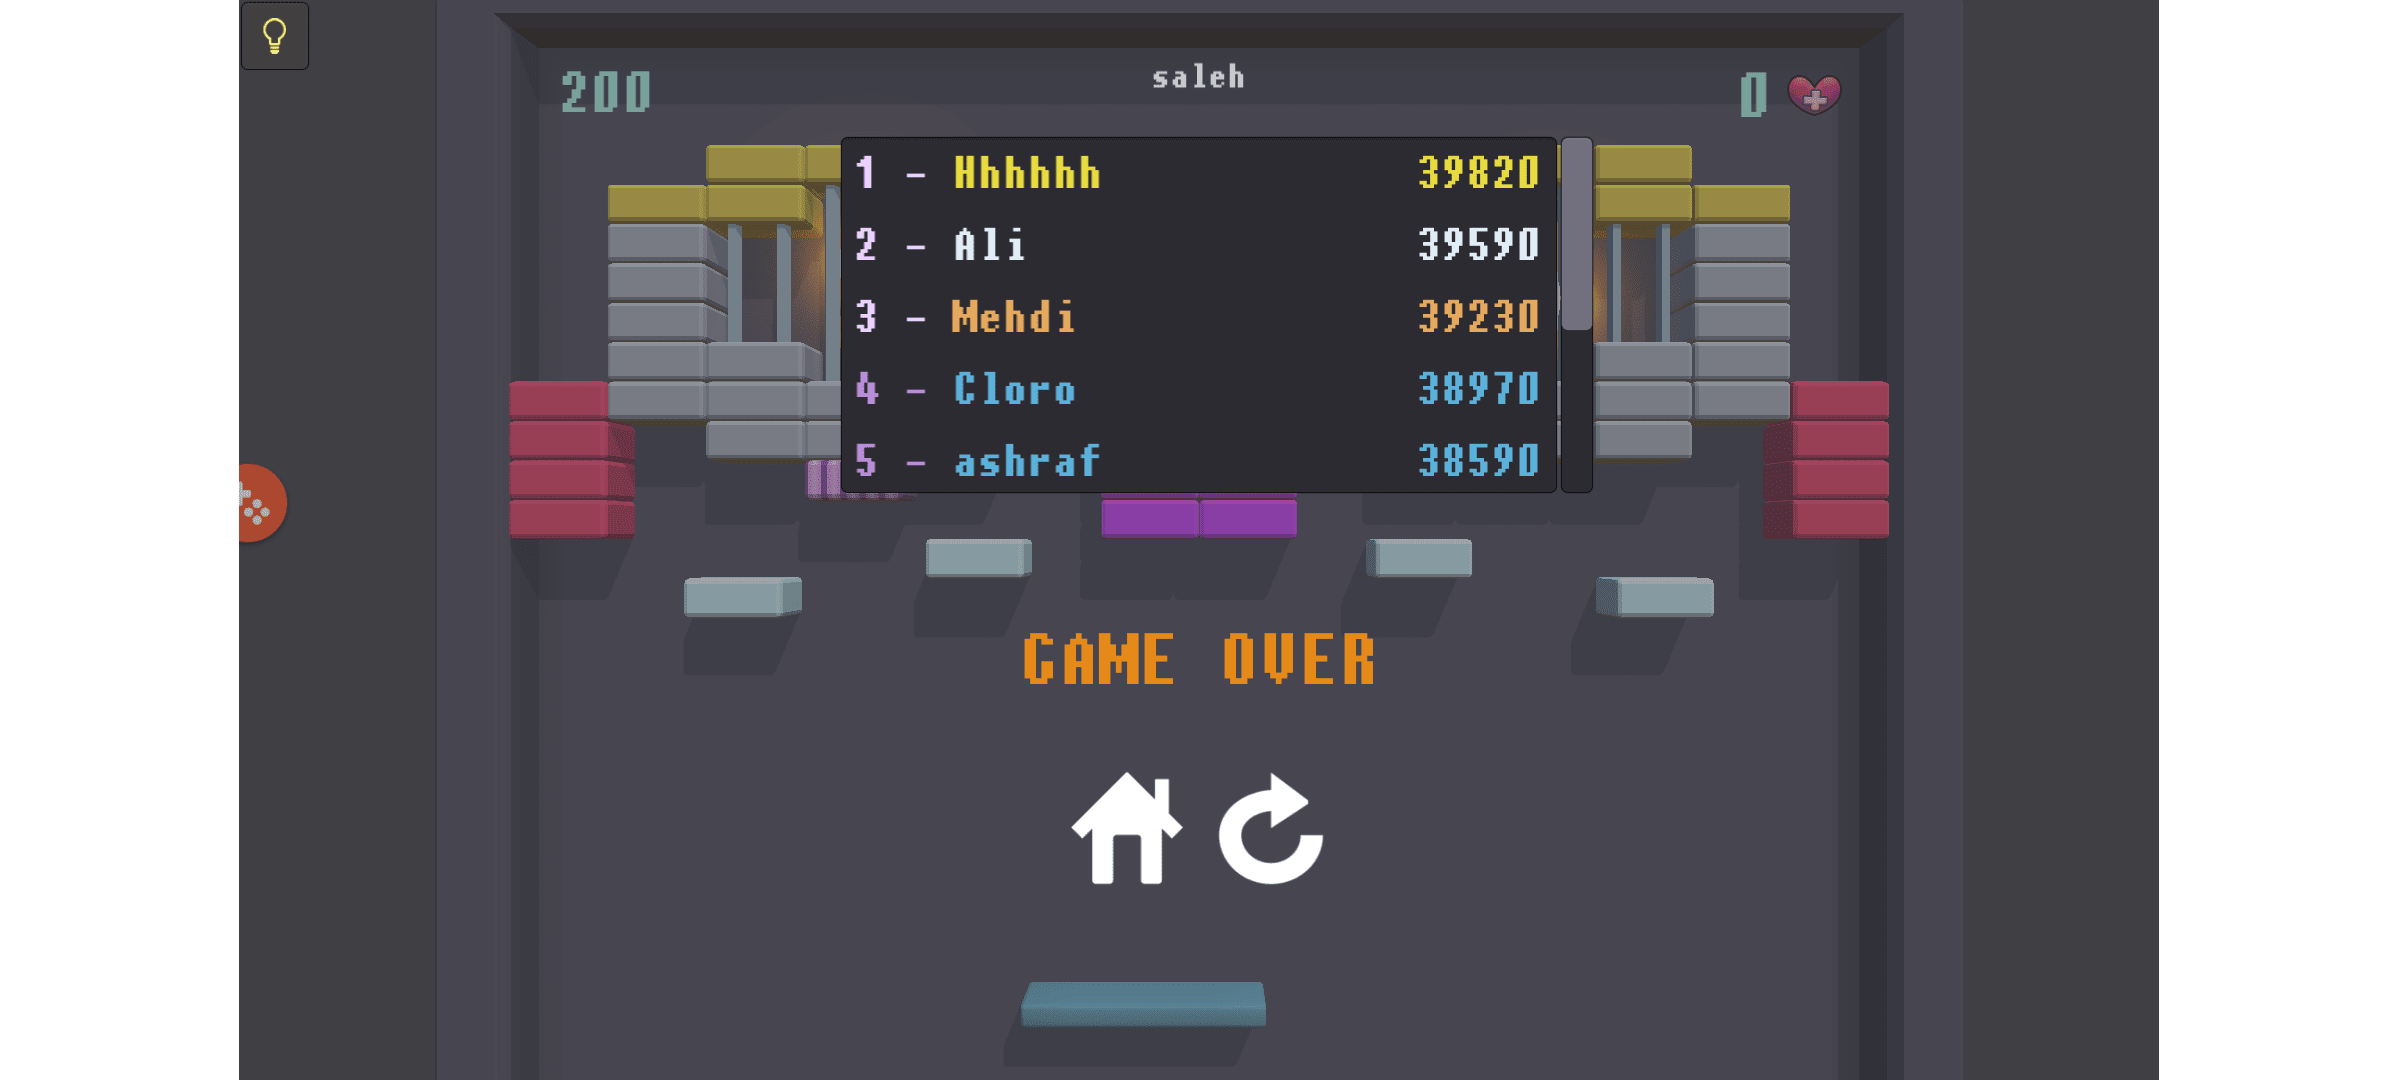 200
saleh
0
1 - Hhhhhh 39820
2 - Ali 39590
3 - Mehdi 39230
4 - Cloro 38970
5 - ashraf 38590
GAME OVER